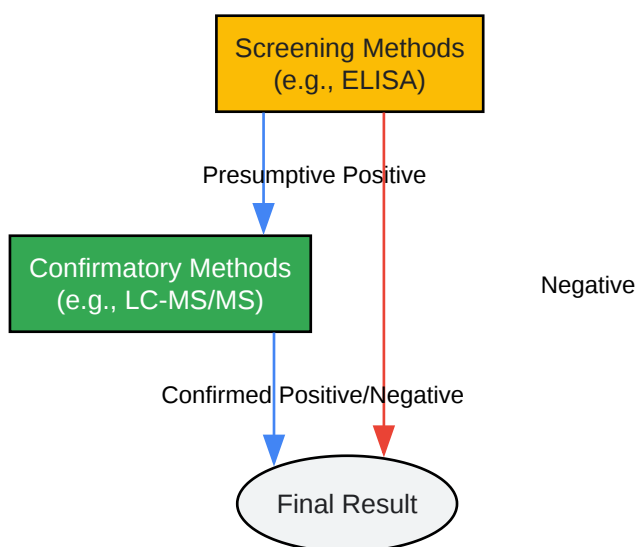 Screening Methods
(e.g., ELISA)
Presumptive Positive
Confirmatory Methods
(e.g., LC-MS/MS)
Negative
Confirmed Positive/Negative
Final Result